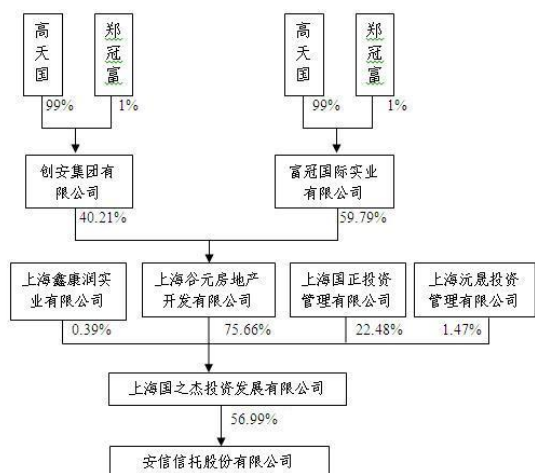 高天国
郑冠富
高天国
郑冠富
99%
1%
99%
1%
创安集团有
限公司
富冠国际实业
有限公司
40.21%
59.79%
上海鑫康润实
业有限公司
上海谷元房地产
开发有限公司
上海国正投资
管理有限公司
上海沅晟投资
管理有限公司
0.39%
75.66%
22.48%
1.47%
上海国之杰投资发展有限公司
56.99%
安信信托股份有限公司